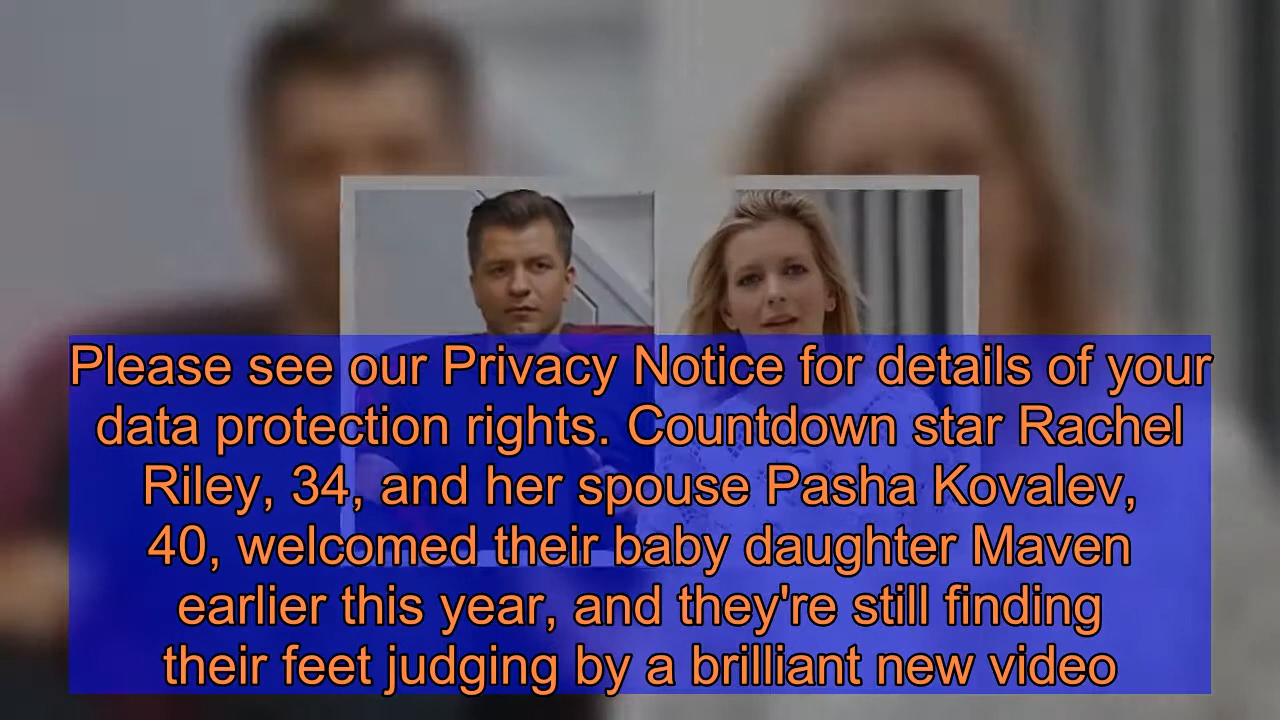 Please see our Privacy Notice for details of your
data protection rights. Countdown star Rachel
Riley, 34, and her spouse Pasha Kovalev,
40, welcomed their baby daughter Maven
earlier this year, and they're still finding
their feet judging by a brilliant new video